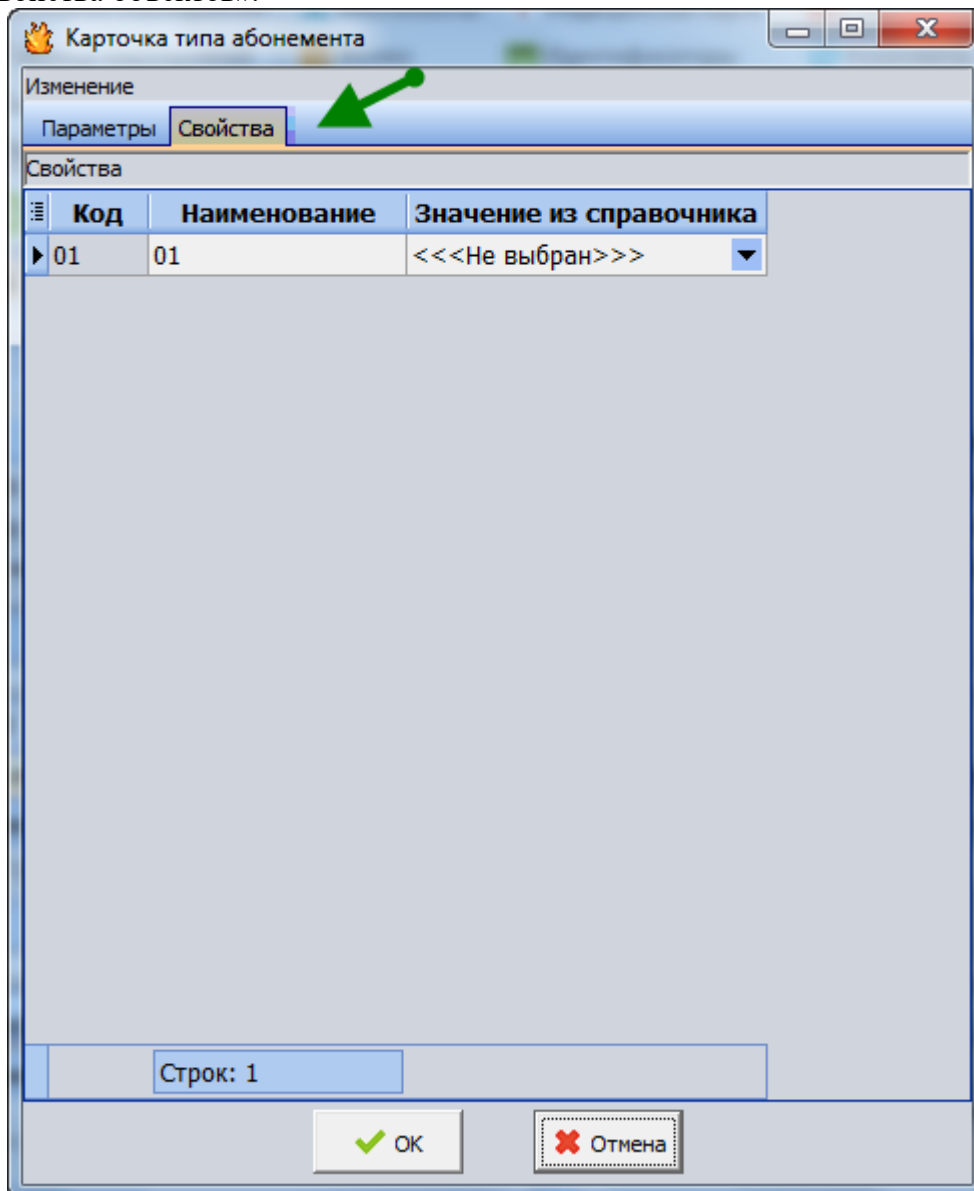 Карточка типа абонемента
Изменение
Параметры Свойства
Свойства
Код Наименование Значение из справочника
01 01 <<<Не выбран>>>
Строк: 1
ОК Отмена